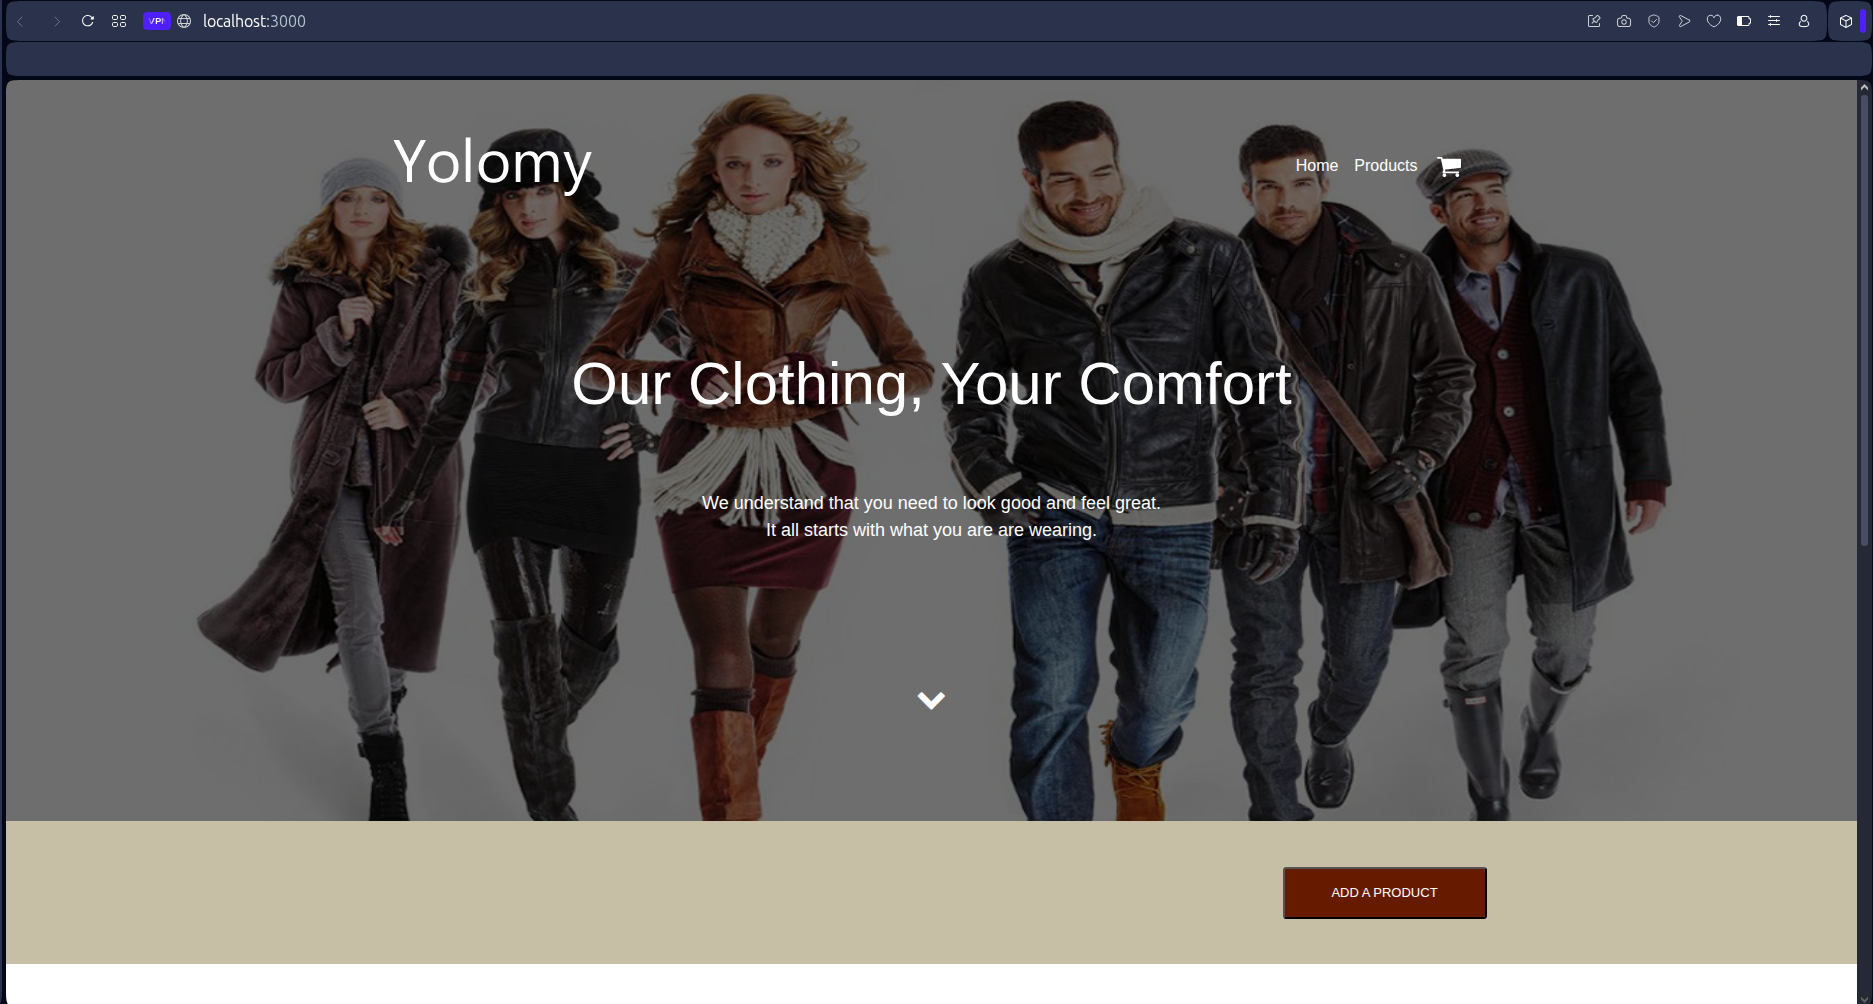 VPN
localhost:3000
Yolomy
Home
Products
Our Clothing, Your Comfort
We understand that you need to look good and feel great.
It all starts with what you are are wearing.
ADD A PRODUCT